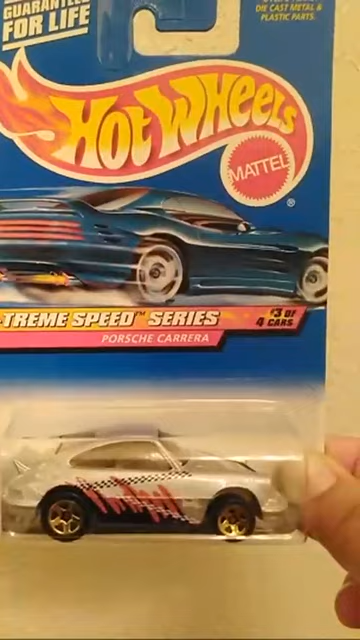 GUARANTEED
FOR LIFE
DIE CAST METAL &
PLASTIC PARTS.
HOT WHEELS
MATTEL
®
-TREME SPEED™ SERIES
#3 OF
4 CARS
PORSCHE CARRERA